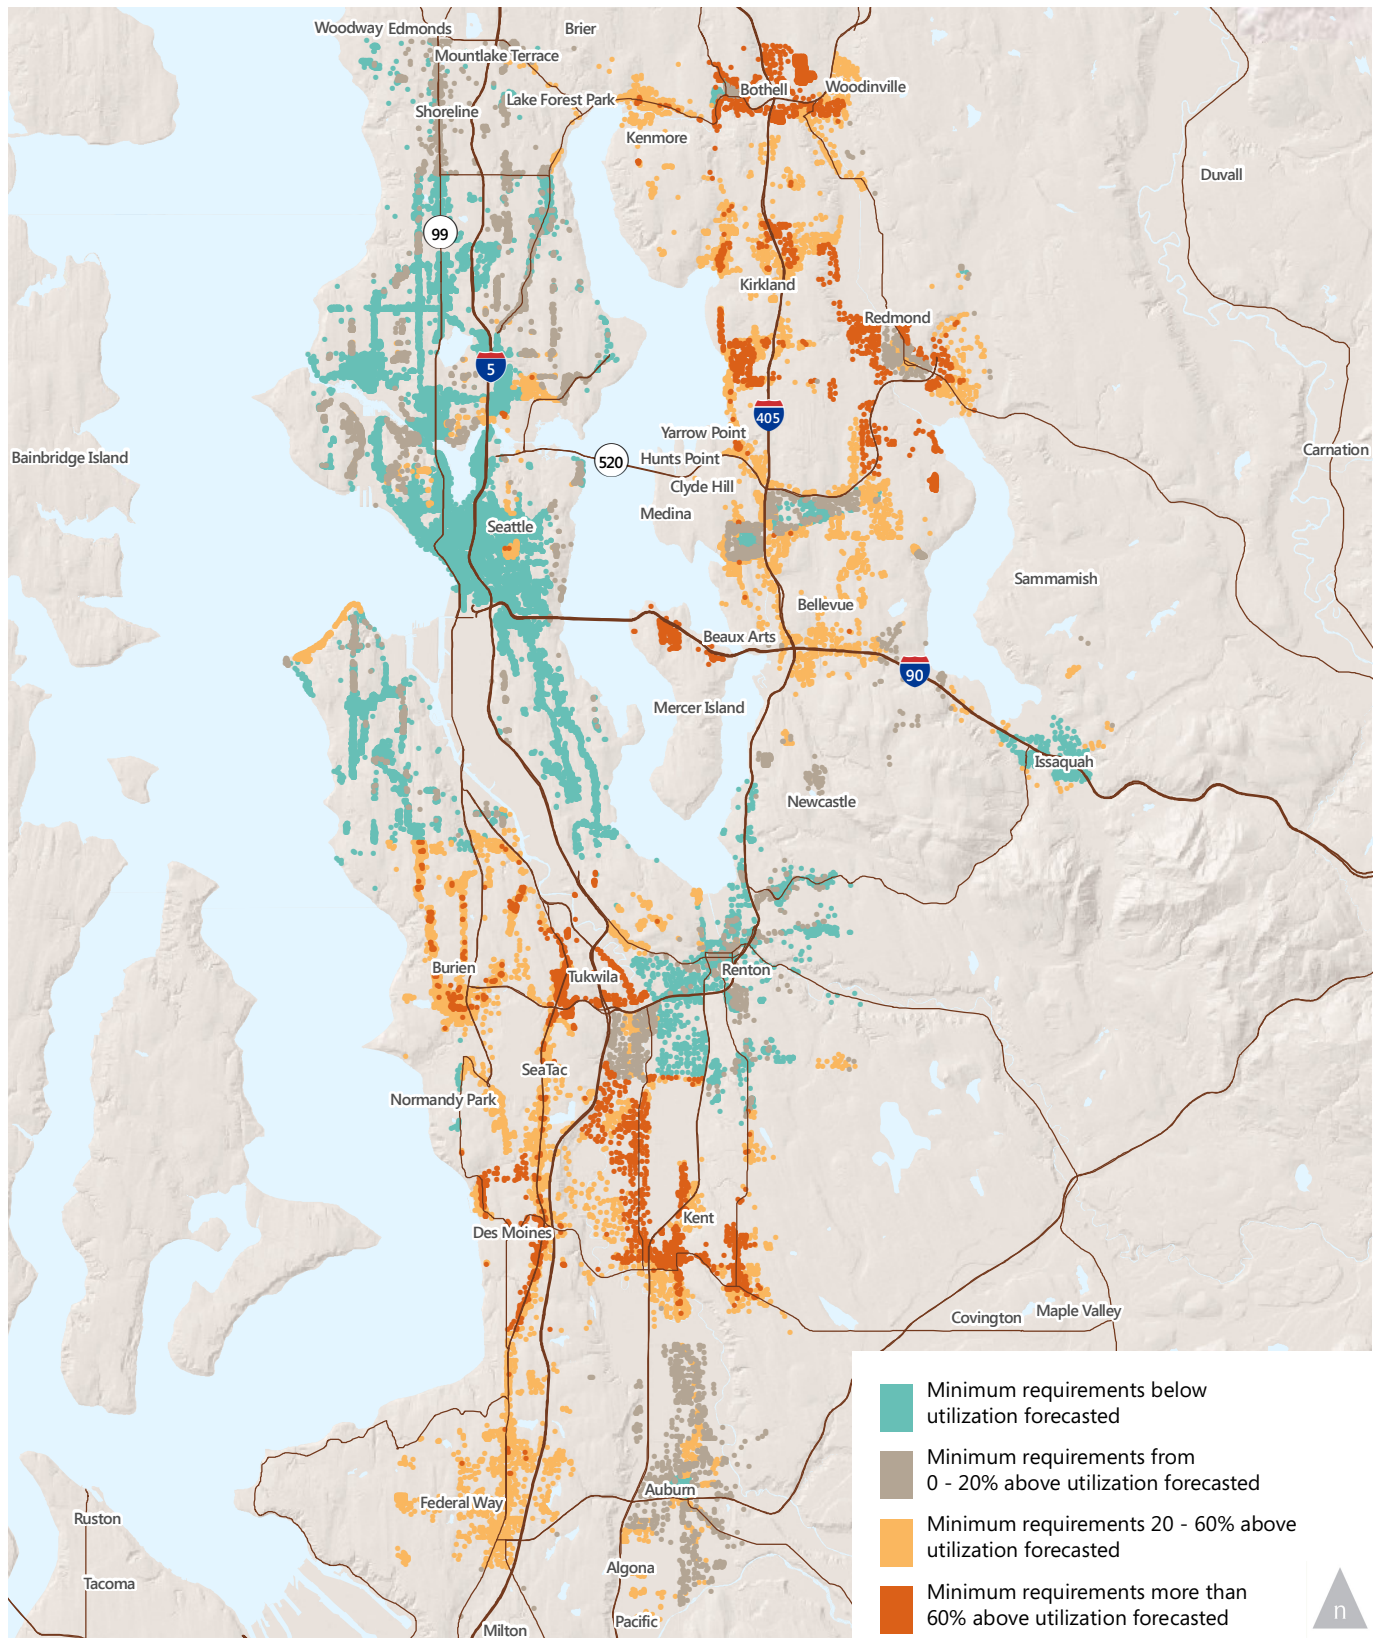 Woodway Edmonds
Brier
Mountlake Terrace
Bothell
Woodinville
Lake Forest Park
Shoreline
Kenmore
Duvall
99
Kirkland
Redmond
5
405
Yarrow Point
Carnation
Bainbridge Island
Hunts Point
520
Clyde Hill
Medina
Seattle
Sammamish
Bellevue
Beaux Arts
90
Mercer Island
Issaquah
Newcastle
Burien
Tukwila
Renton
SeaTac
Normandy Park
Kent
Des Moines
Covington
Maple Valley
Minimum requirements below
utilization forecasted
Minimum requirements from
0 - 20% above utilization forecasted
Minimum requirements 20 - 60% above
utilization forecasted
Minimum requirements more than
60% above utilization forecasted
Auburn
Federal Way
Ruston
Algona
Tacoma
Pacific
Milton
n